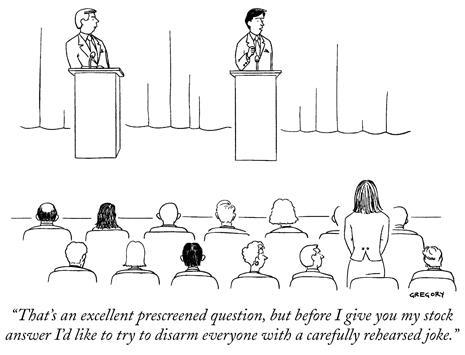 GREGORY
“That’s an excellent prescreened question, but before I give you my stock
answer I’d like to try to disarm everyone with a carefully rehearsed joke.”